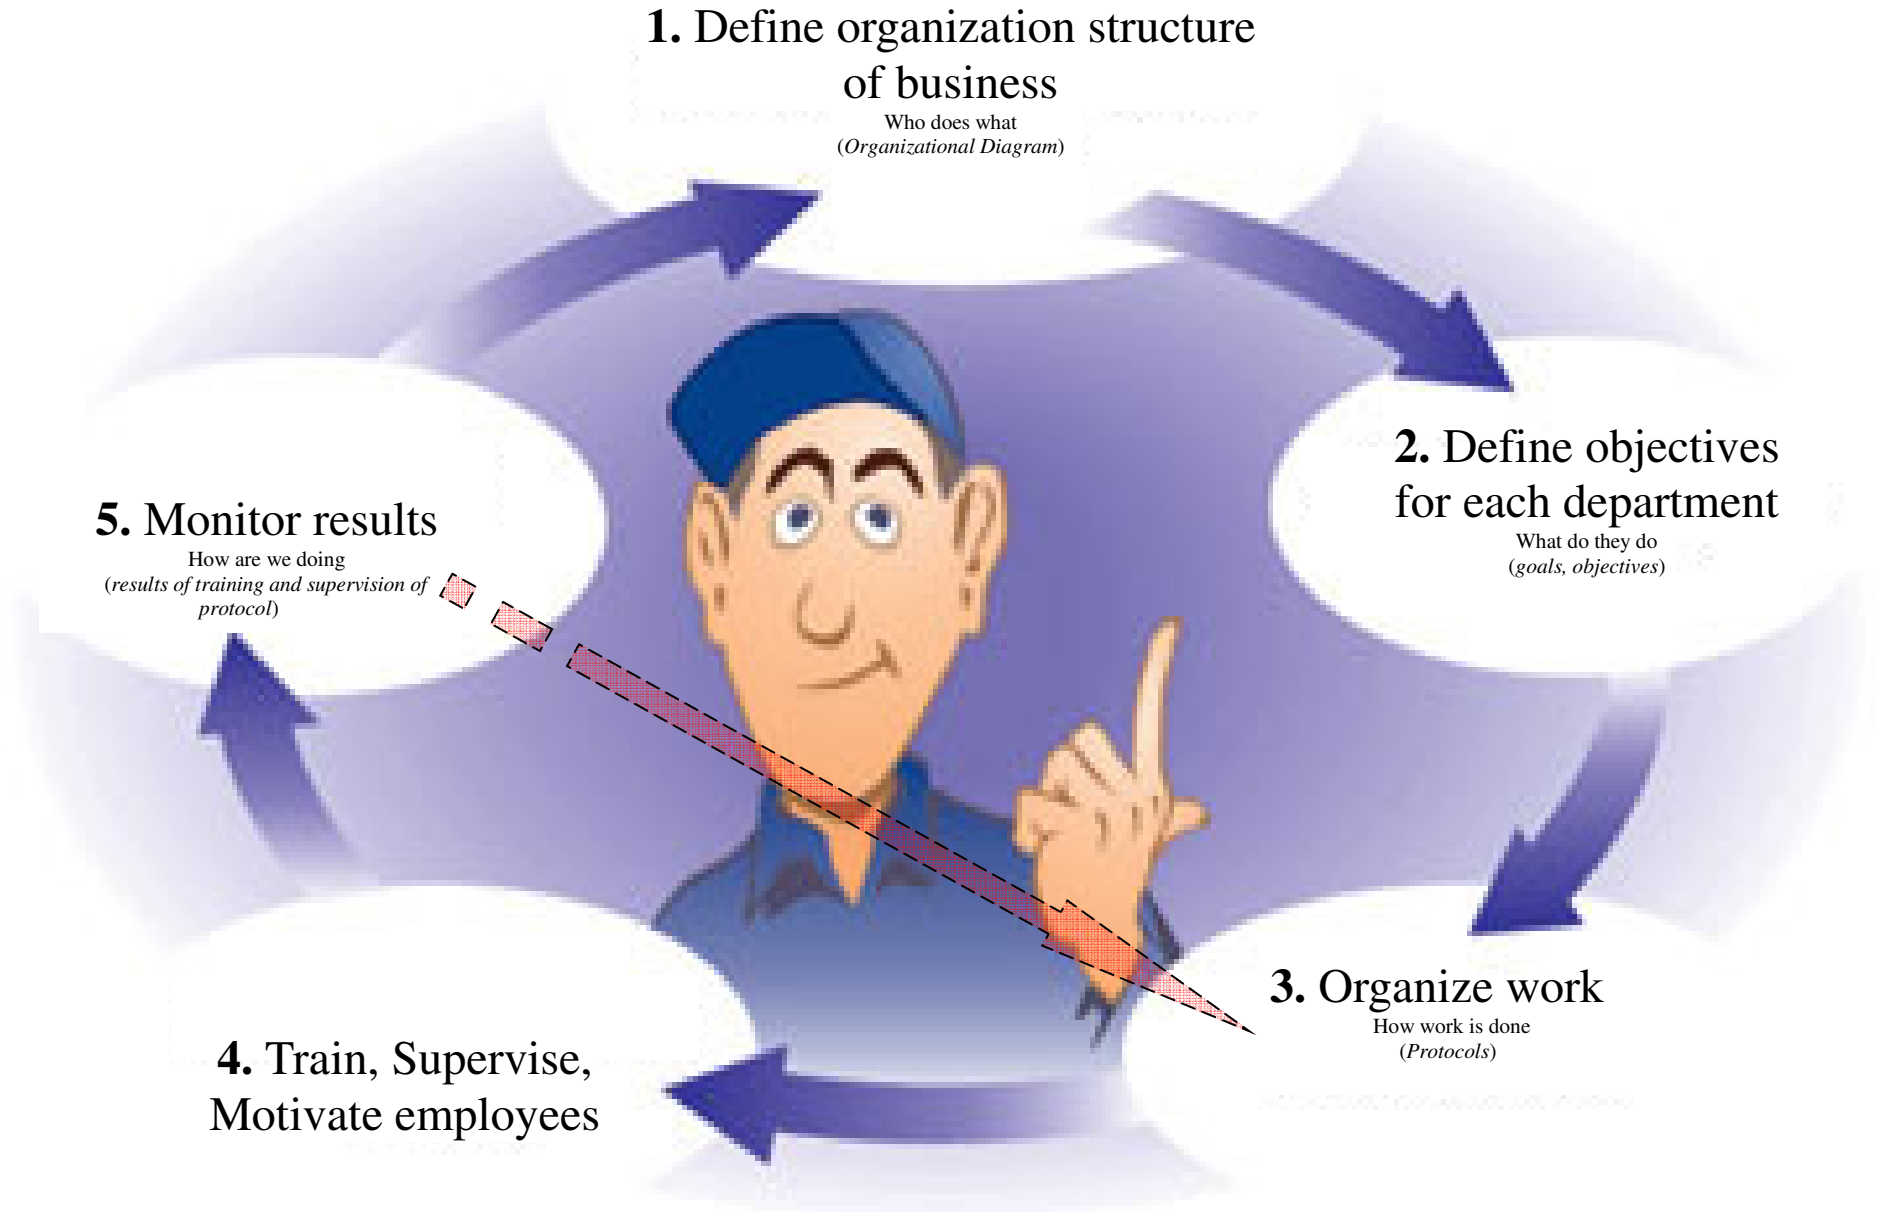 1. Define organization structure
of business
Who does what
(Organizational Diagram)
2. Define objectives
for each department
What do they do
(goals, objectives)
3. Organize work
How work is done
(Protocols)
4. Train, Supervise,
Motivate employees
5. Monitor results
How are we doing
(results of training and supervision of
protocol)